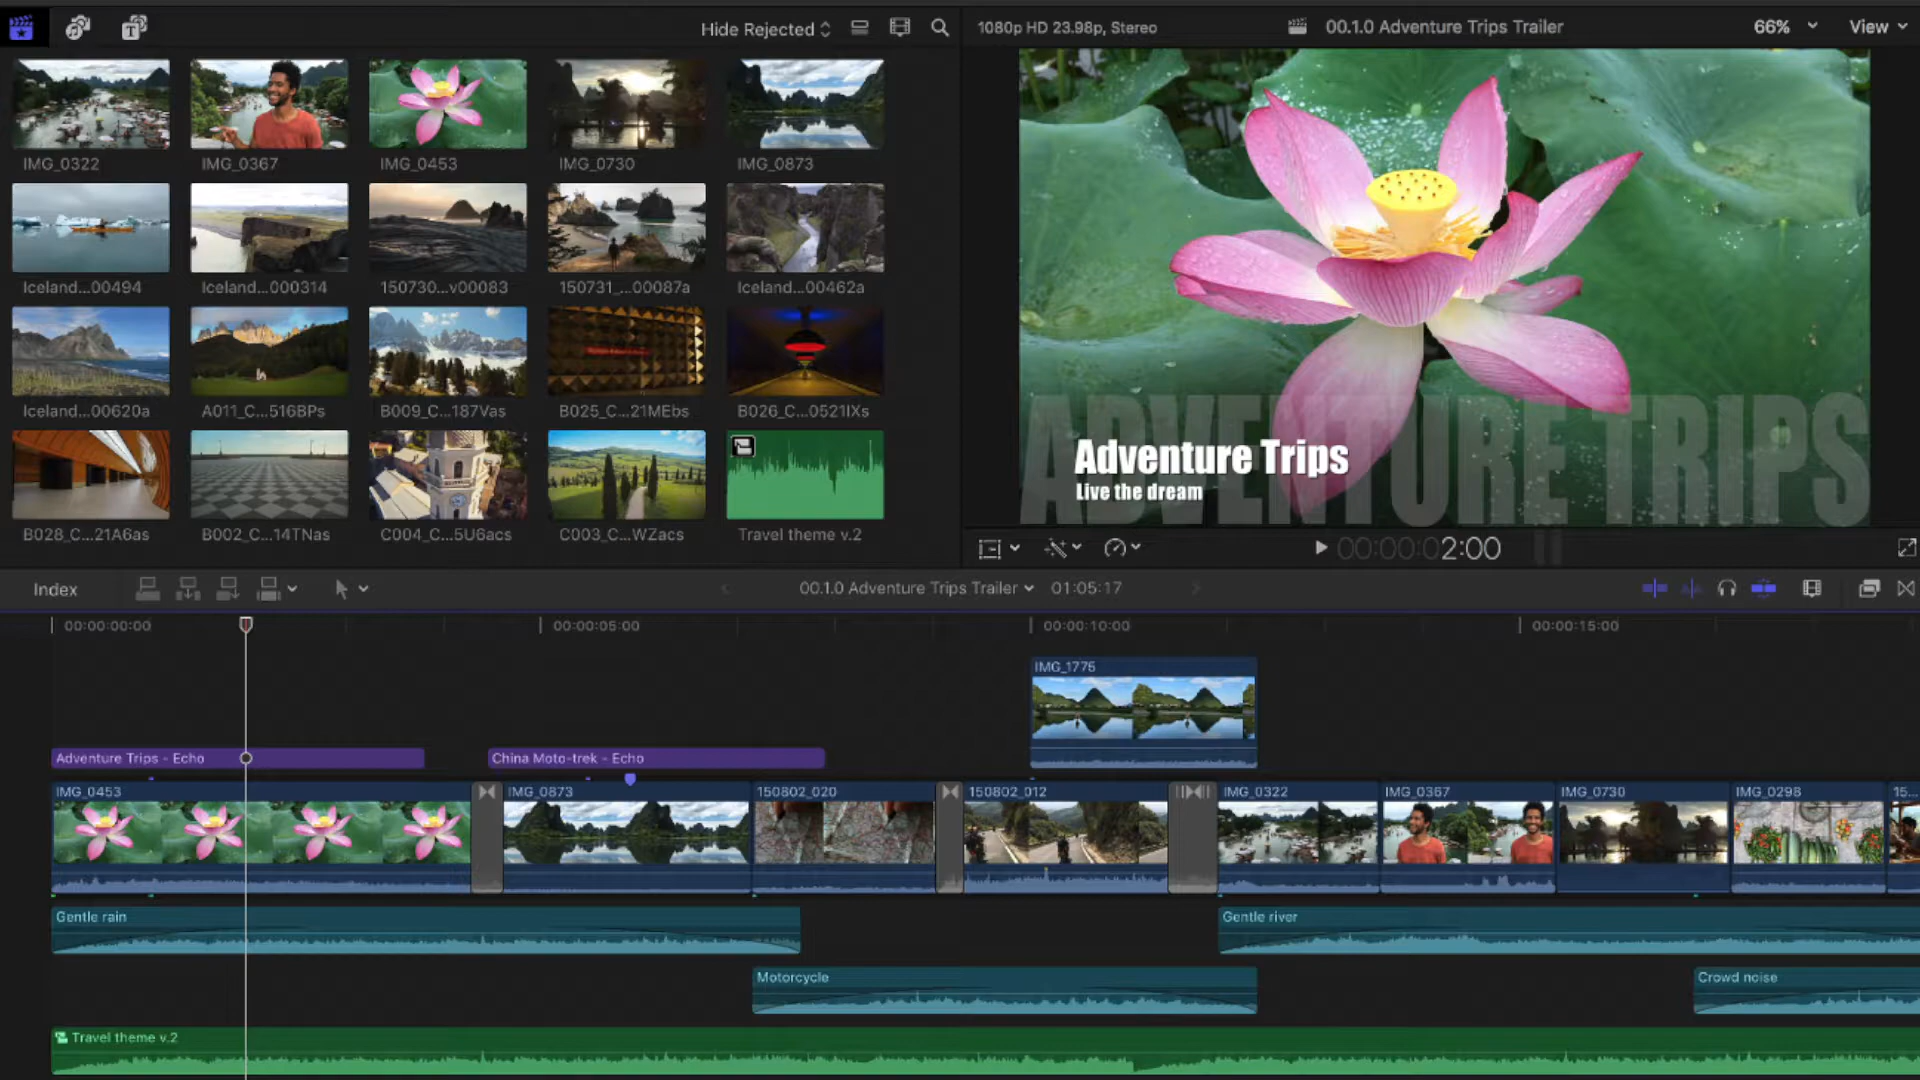 Hide Rejected
1080p HD 23.98p, Stereo
00.1.0 Adventure Trips Trailer
66%
View
IMG_0322
IMG_0367
IMG_0453
IMG_0730
IMG_0873
Iceland...00494
Iceland...000314
150730...v00083
150731_...00087a
Iceland...00462a
Iceland...00620a
A011_C...516BPs
B009_C...187Vas
B025_C...21MEbs
B026_C...0521IXs
B028_C...21A6as
B002_C...14TNas
C004_C...5U6acs
C003_C...WZacs
Travel theme v.2
ADVENTURE TRIPS
Adventure Trips
Live the dream
00:00:02:00
Index
00.1.0 Adventure Trips Trailer
01:05:17
00:00:00:00
00:00:05:00
00:00:10:00
00:00:15:00
IMG_1775
Adventure Trips - Echo
China Moto-trek - Echo
IMG_0453
IMG_0873
150802_020
150802_012
IMG_0322
IMG_0367
IMG_0730
IMG_0298
15...
Gentle rain
Gentle river
Motorcycle
Crowd noise
Travel theme v.2